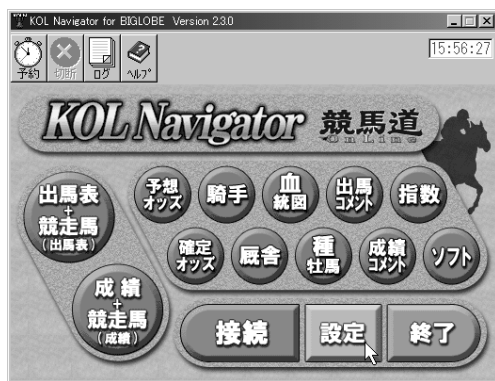 KOL Navigator for BIGLOBE Version 2.3.0
15:56:27
予約
切断
ログ
ヘルプ
KOL Navigator 競馬道
OnLine
出馬表
+
競走馬
(出馬表)
予想
オッズ
騎手
血
統図
出馬
コメント
指数
確定
オッズ
厩舎
種
牡馬
成績
コメント
ソフト
成績
+
競走馬
(成績)
接続
設定
終了